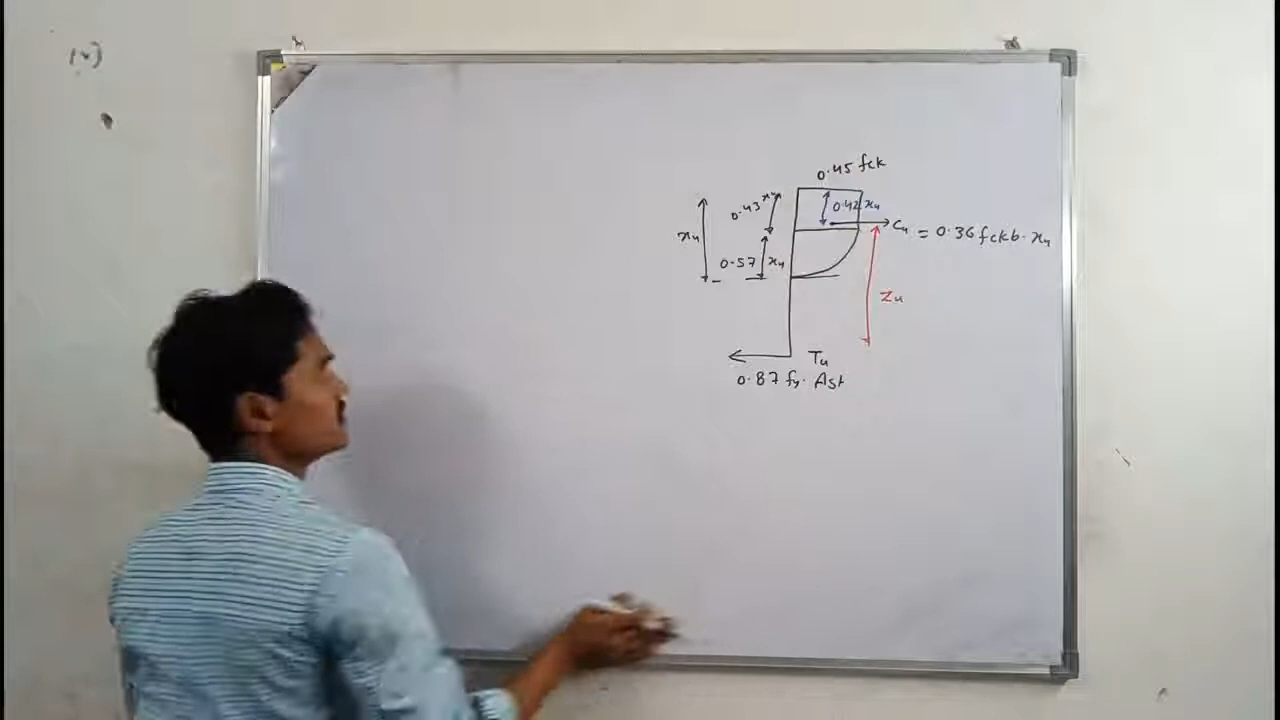 (v)
0.45 fck
0.43 xu
0.42 xu
xu
Cu = 0.36 fck b. xu
0.57 xu
Zu
Tu
0.87 fy. Ast